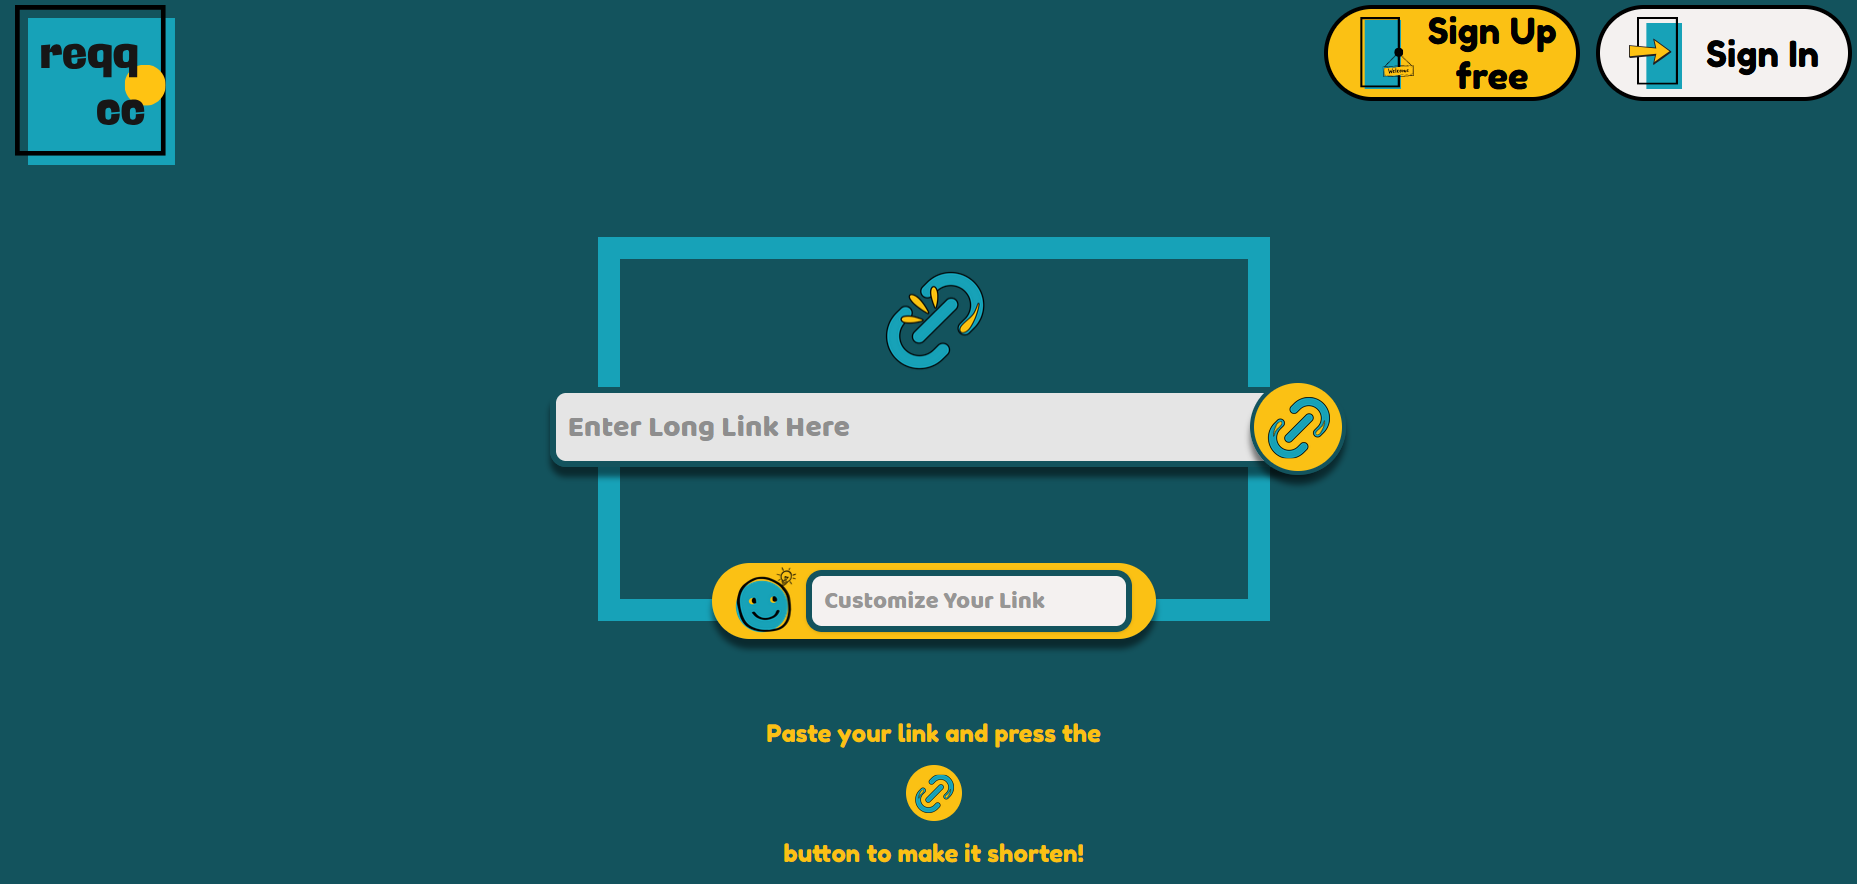 reqq
cc
Welcome
Sign Up
free
Sign In
Enter Long Link Here
Customize Your Link
Paste your link and press the
button to make it shorten!